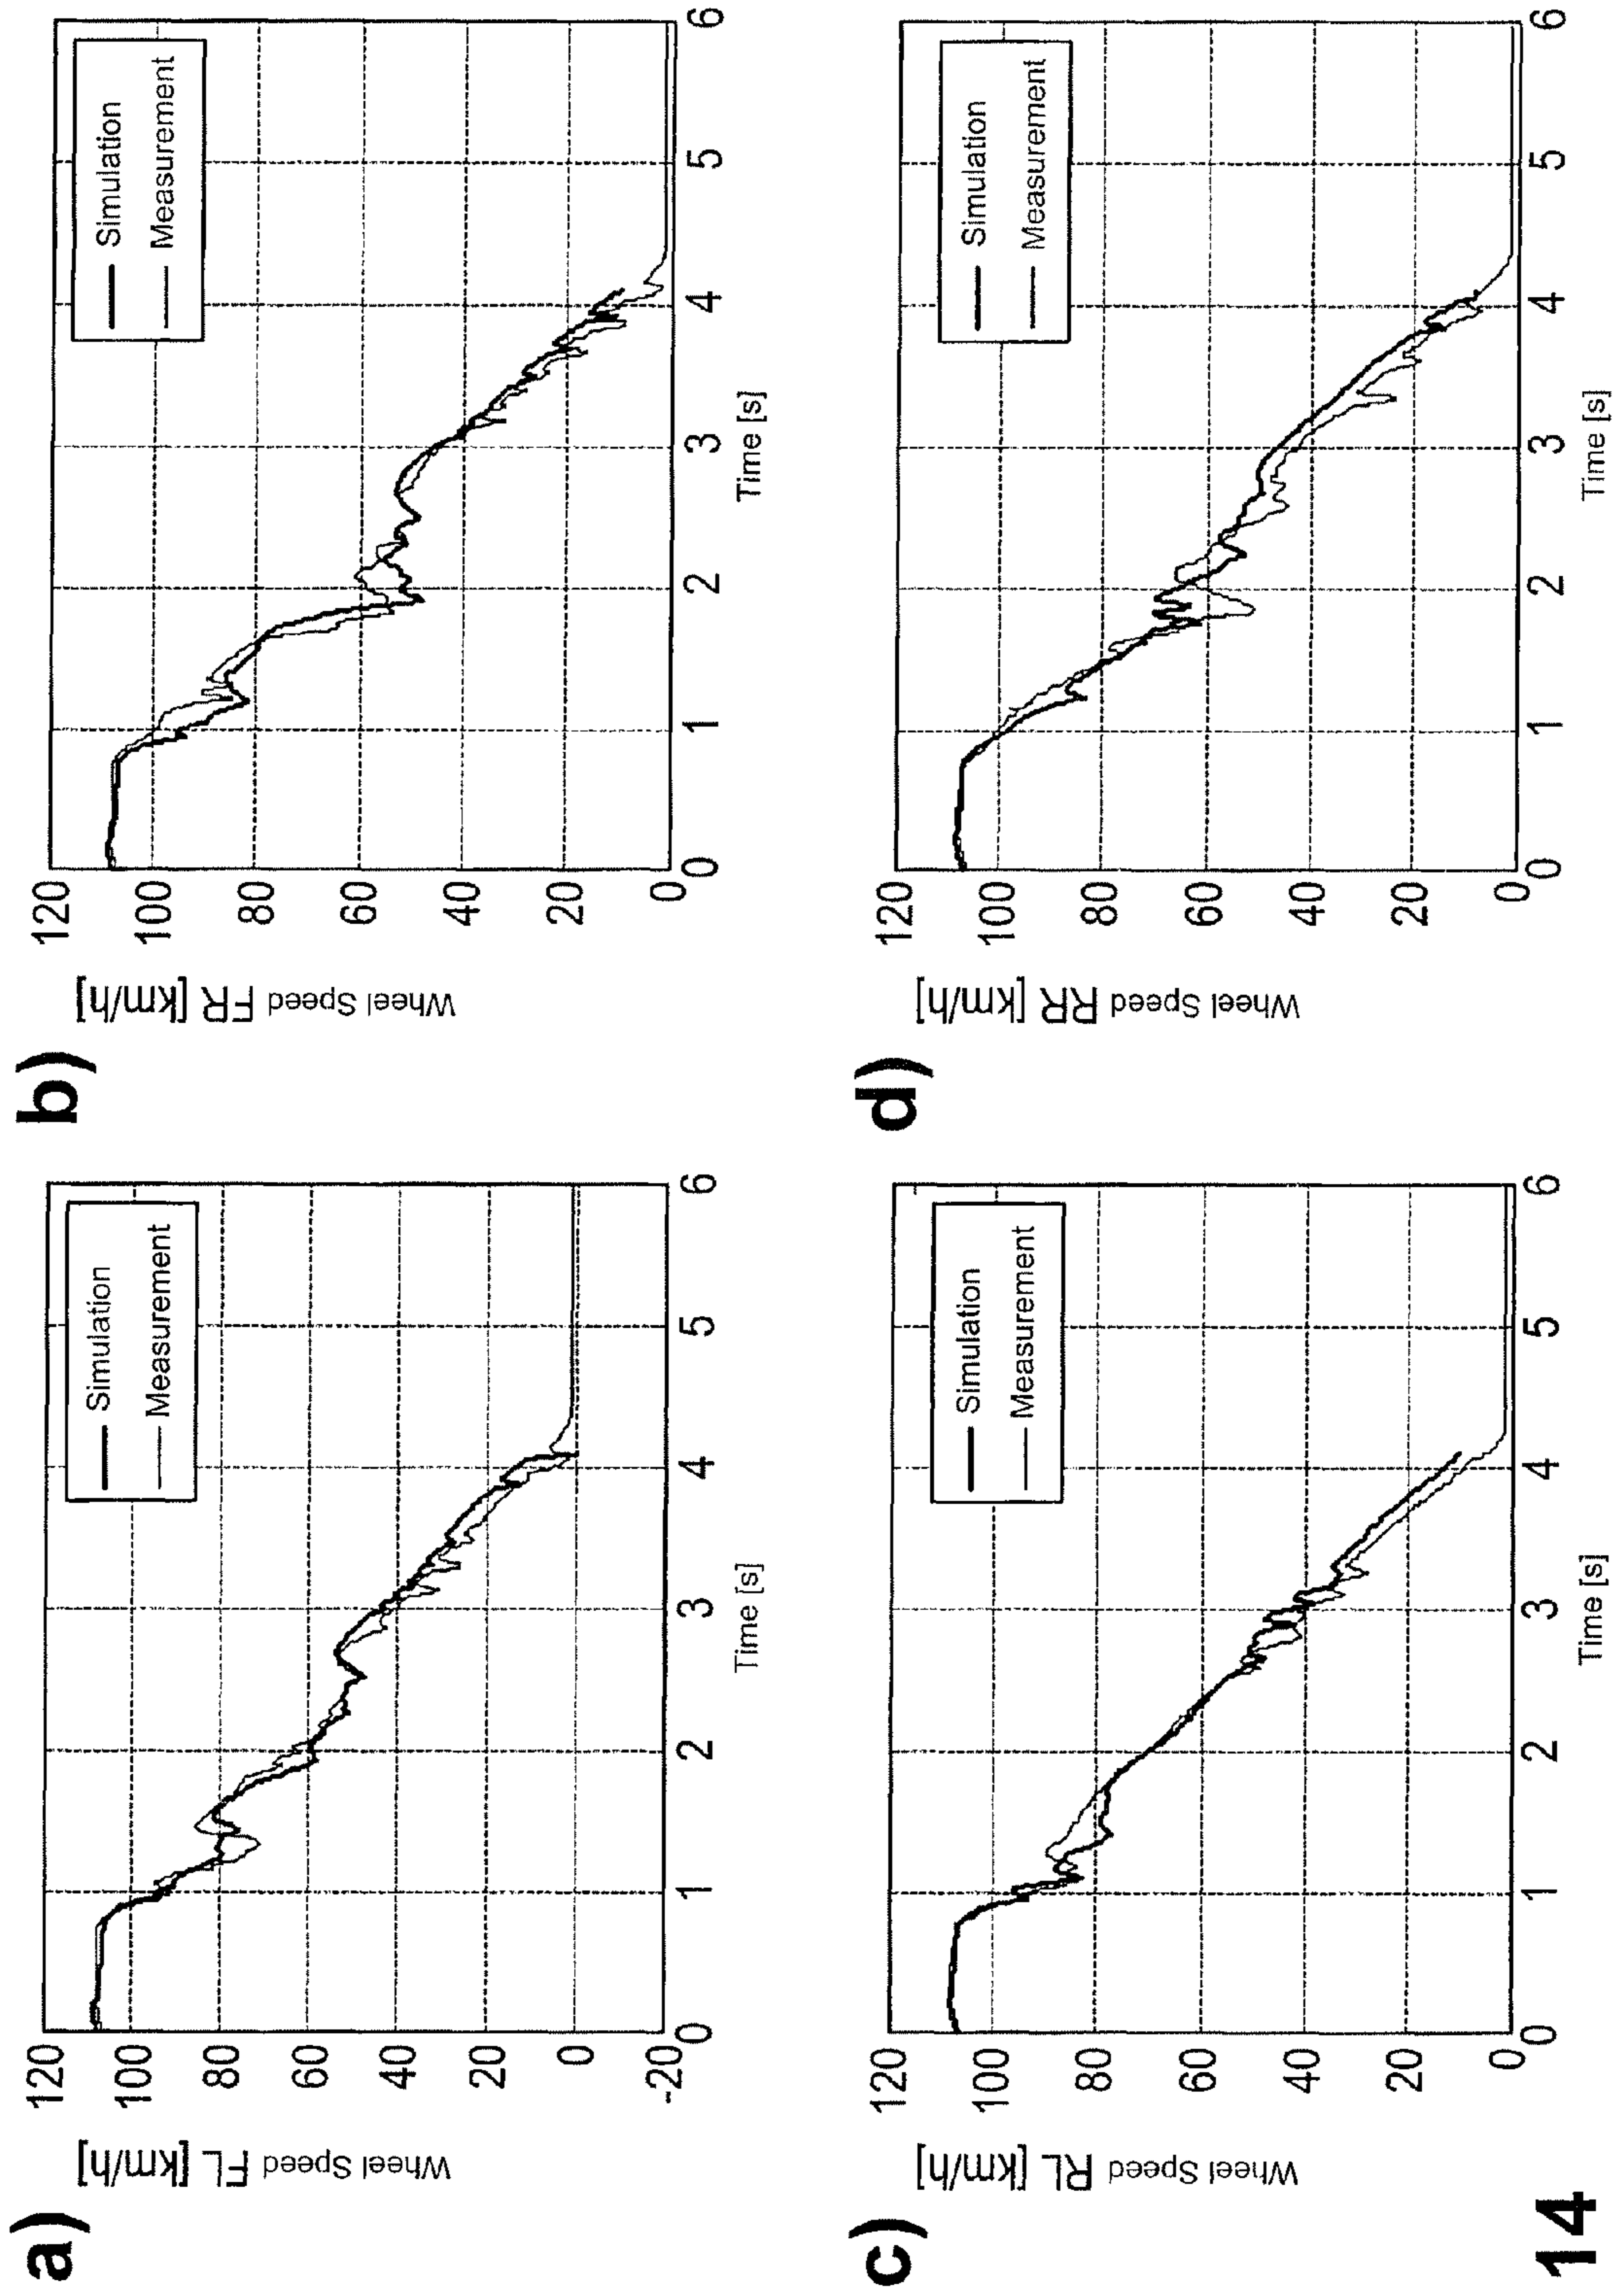 a)
Wheel Speed FL [km/h]
120
100
80
60
40
20
0
-20
0 1 2 3 4 5 6
Time [s]
Simulation
Measurement
b)
Wheel Speed FR [km/h]
120
100
80
60
40
20
0
0 1 2 3 4 5 6
Time [s]
Simulation
Measurement
c)
Wheel Speed RL [km/h]
120
100
80
60
40
20
0
0 1 2 3 4 5 6
Time [s]
Simulation
Measurement
d)
Wheel Speed RR [km/h]
120
100
80
60
40
20
0
0 1 2 3 4 5 6
Time [s]
Simulation
Measurement
14